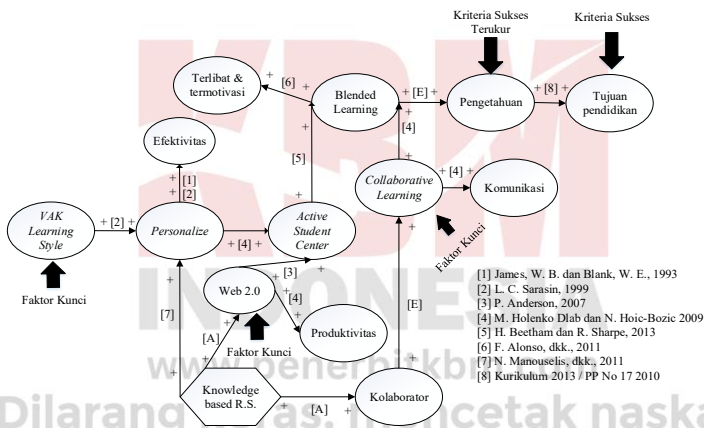 Kriteria Sukses
Terukur
Kriteria Sukses
Terlibat &
termotivasi
+ [6] +
Blended
Learning
+ [E] +
Pengetahuan
+ [8] +
Tujuan
pendidikan
Efektivitas
+ [1]
+ [2]
+
[5]
+
+
[4]
+
Collaborative
Learning
+ [4] +
Komunikasi
VAK
Learning
Style
+ [2] +
Personalize
+ [4] +
Active
Student
Center
Faktor Kunci
Faktor Kunci
+ [3] +
Web 2.0
+ [4] +
Produktivitas
Faktor Kunci
+
[7]
+
+
[A]
+
+
[E]
+
Knowledge
based R.S.
+ [A] +
Kolaborator
[1] James, W. B. dan Blank, W. E., 1993
[2] L. C. Sarasin, 1999
[3] P. Anderson, 2007
[4] M. Holenko Dlab dan N. Hoic-Bozic 2009
[5] H. Beetham dan R. Sharpe, 2013
[6] F. Alonso, dkk., 2011
[7] N. Manouselis, dkk., 2011
[8] Kurikulum 2013 / PP No 17 2010
KBM
INDONESIA
www.penerbitkbm.com
Dilarang
as. mencetak naska